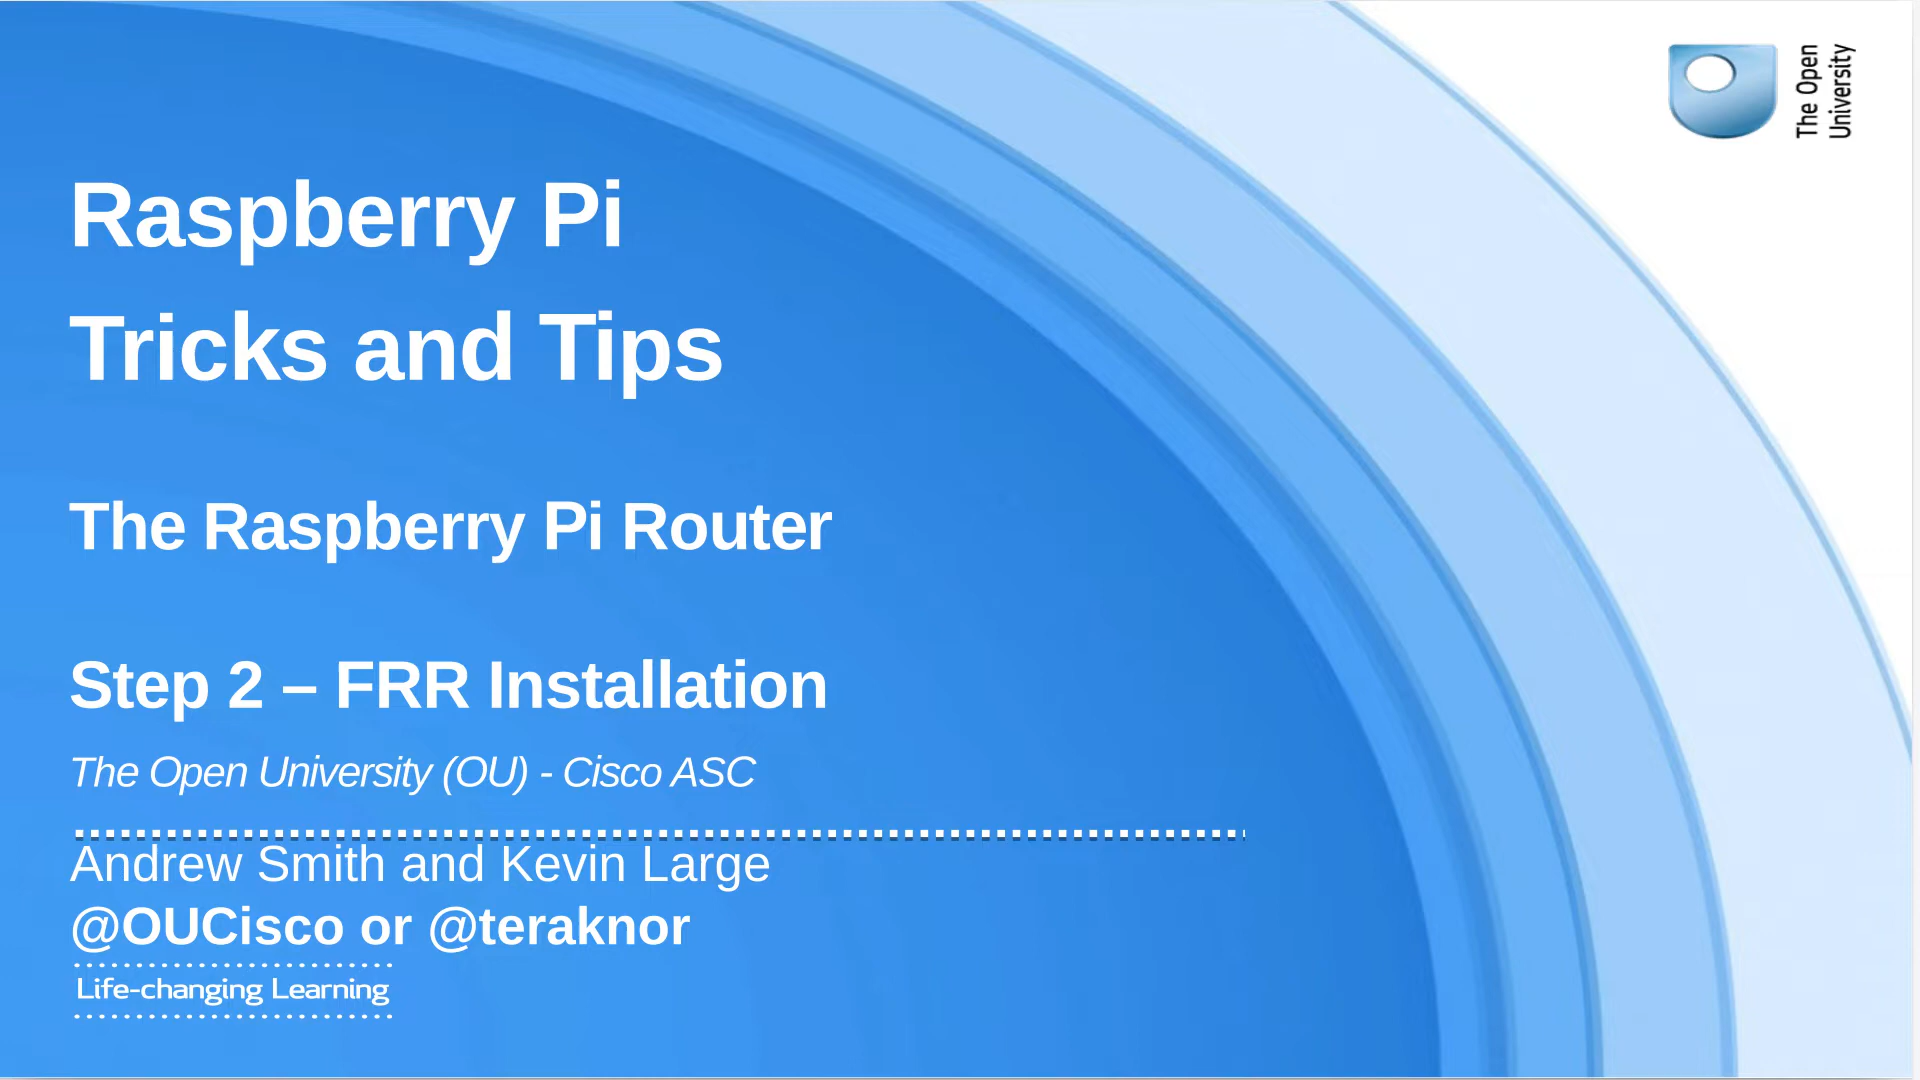 The Open
University
Raspberry Pi
Tricks and Tips
The Raspberry Pi Router
Step 2 – FRR Installation
The Open University (OU) - Cisco ASC
Andrew Smith and Kevin Large
@OUCisco or @teraknor
Life-changing Learning